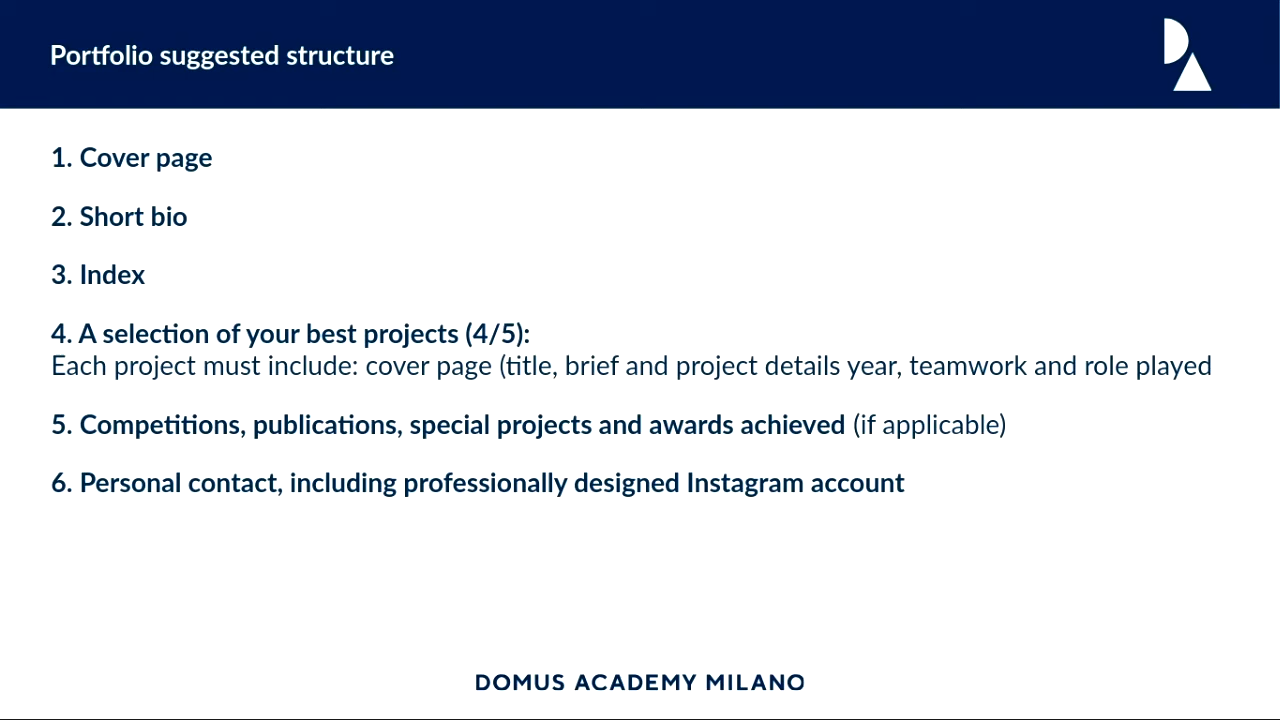 Portfolio suggested structure
1. Cover page
2. Short bio
3. Index
4. A selection of your best projects (4/5):
Each project must include: cover page (title, brief and project details year, teamwork and role played
5. Competitions, publications, special projects and awards achieved (if applicable)
6. Personal contact, including professionally designed Instagram account
DOMUS ACADEMY MILANO